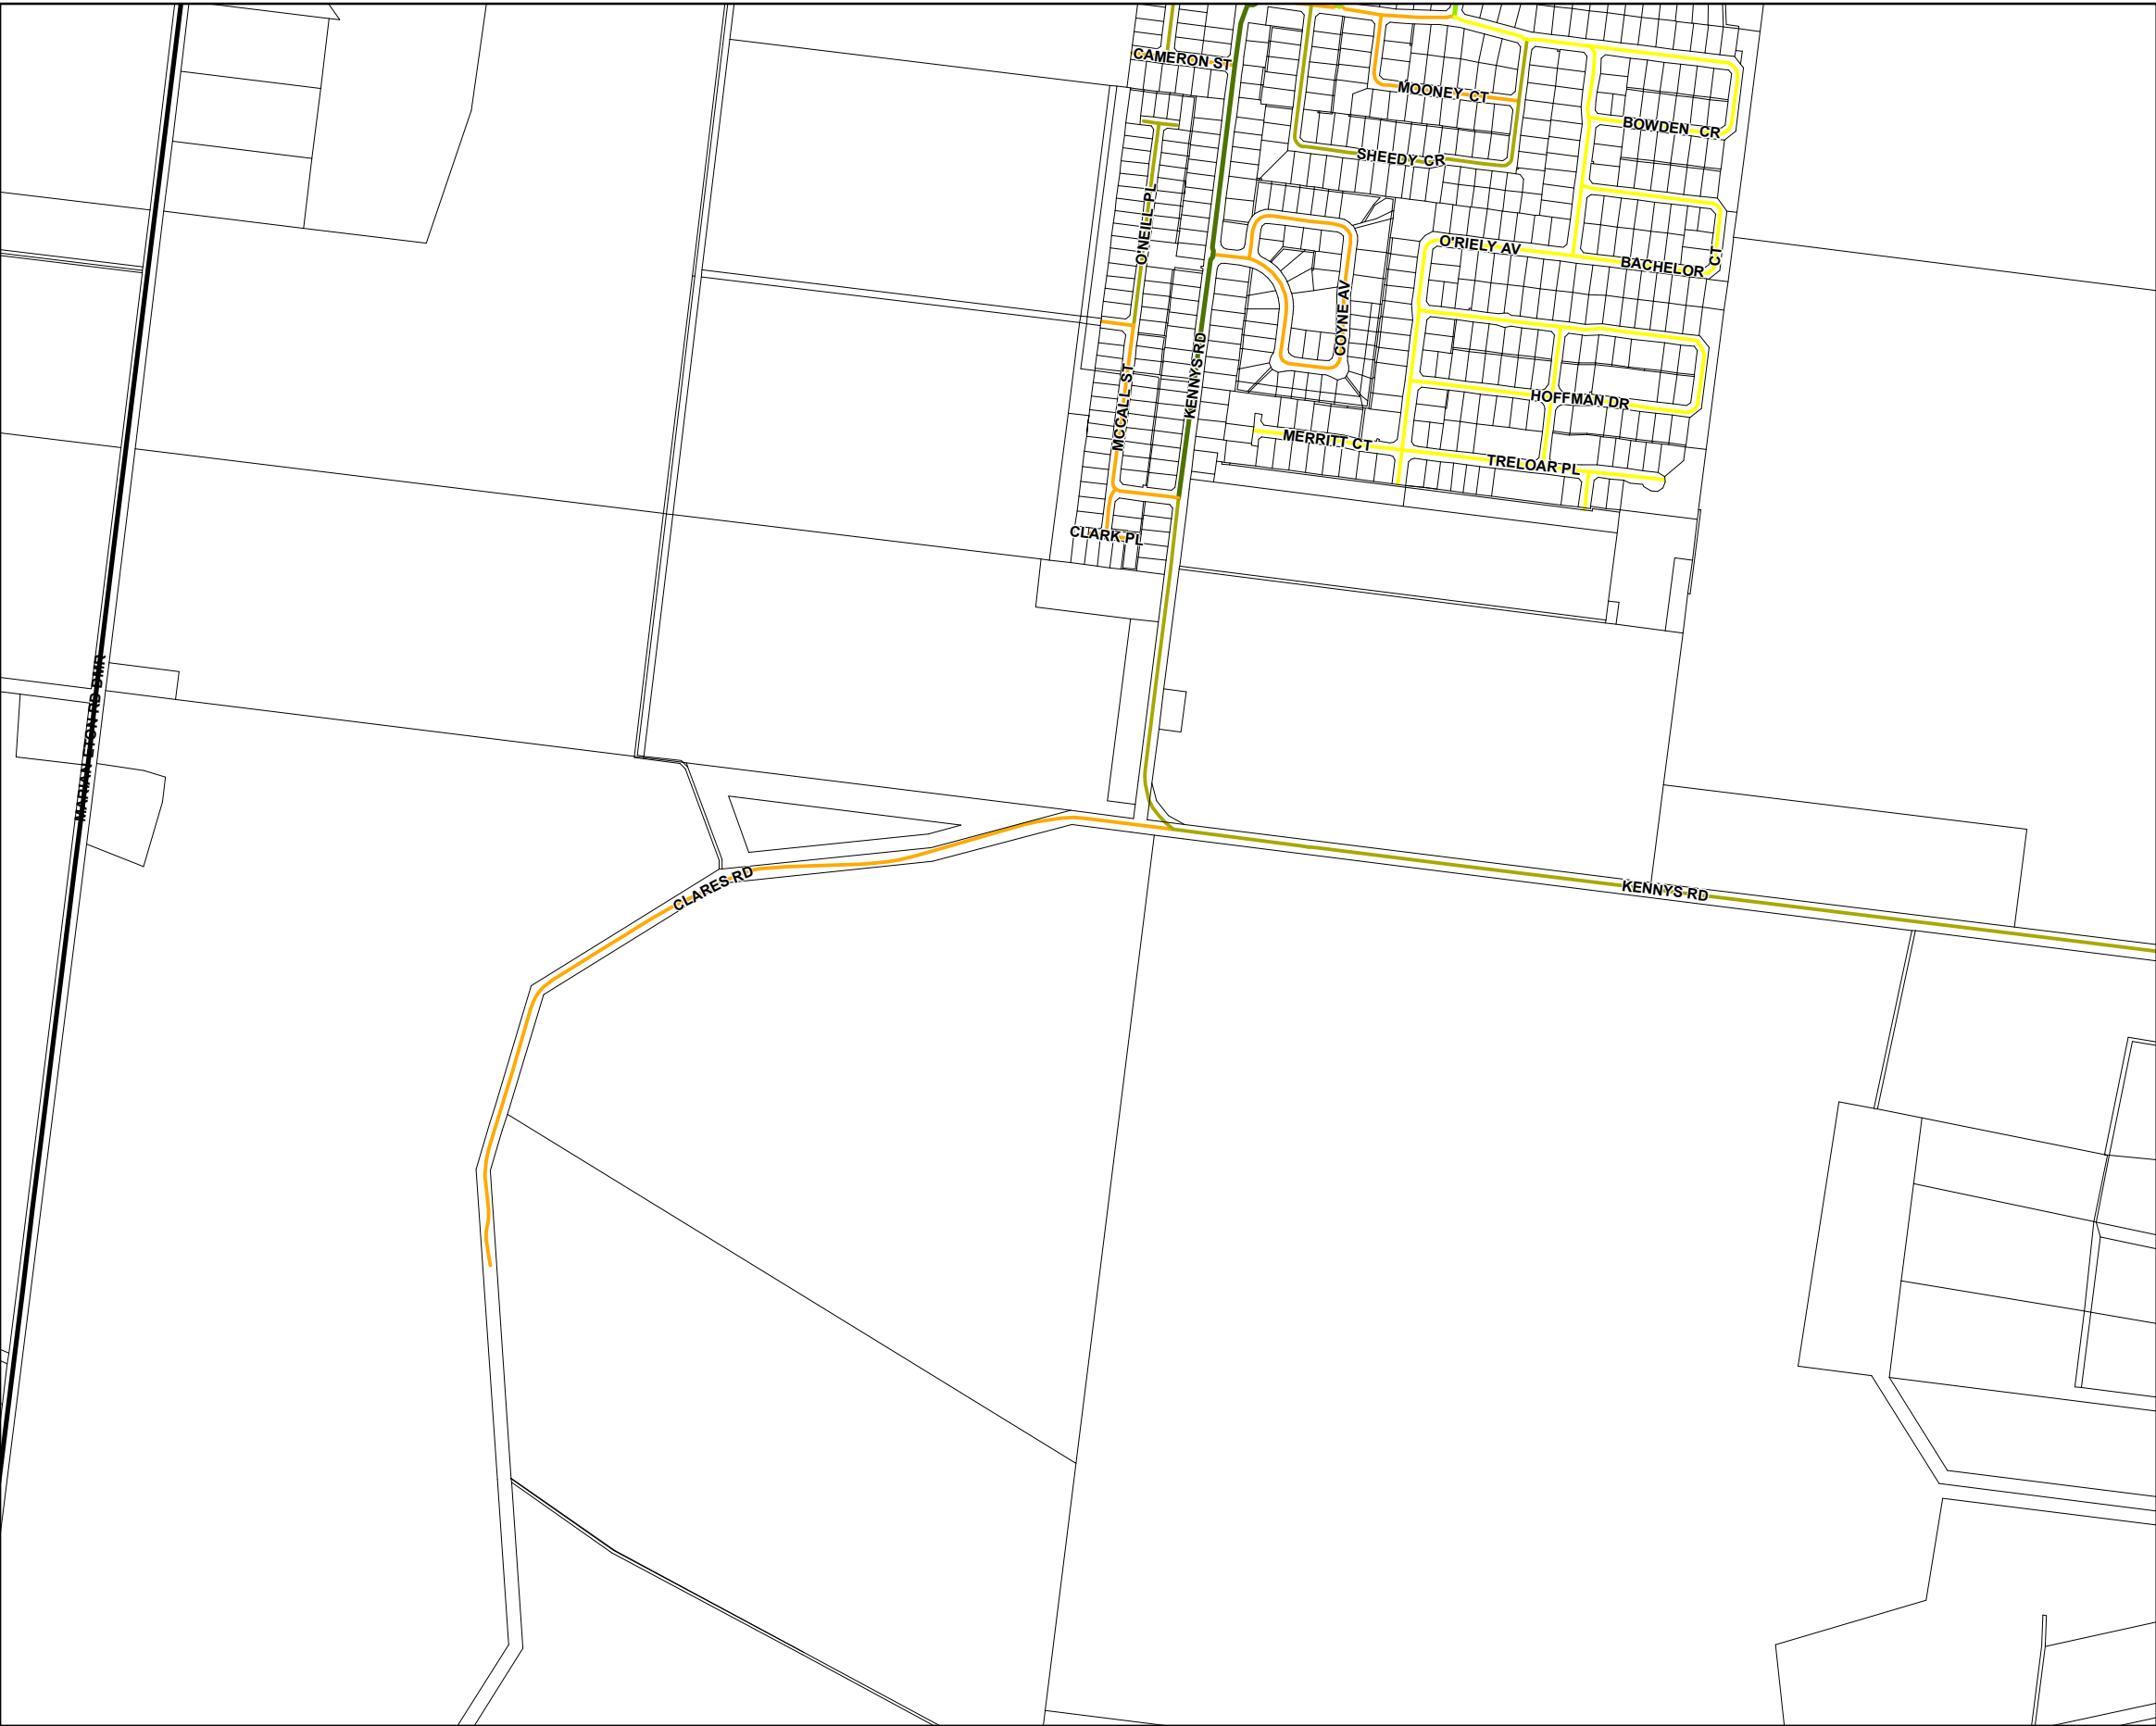 CAMERON ST
MOONEY CT
BOWDEN CR
SHEEDY CR
O'NEILL PL
O'RIELY AV
BACHELOR CT
COYNE AV
KENNYS RD
MCCALL ST
HOFFMAN DR
MERRITT CT
TRELOAR PL
CLARK PL
MARIAN ETON RD DMR
CLARES RD
KENNYS RD